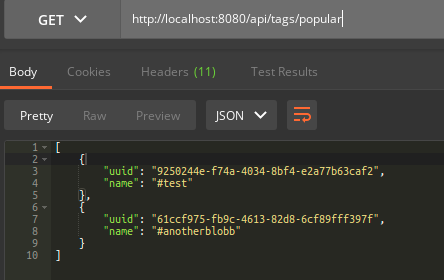 GET http://localhost:8080/api/tags/popular
Body Cookies Headers (11) Test Results
Pretty Raw Preview JSON
1 [
2 {
3 "uuid": "9250244e-f74a-4034-8bf4-e2a77b63caf2",
4 "name": "#test"
5 },
6 {
7 "uuid": "61ccf975-fb9c-4613-82d8-6cf89fff397f",
8 "name": "#anotherblobb"
9 }
10 ]